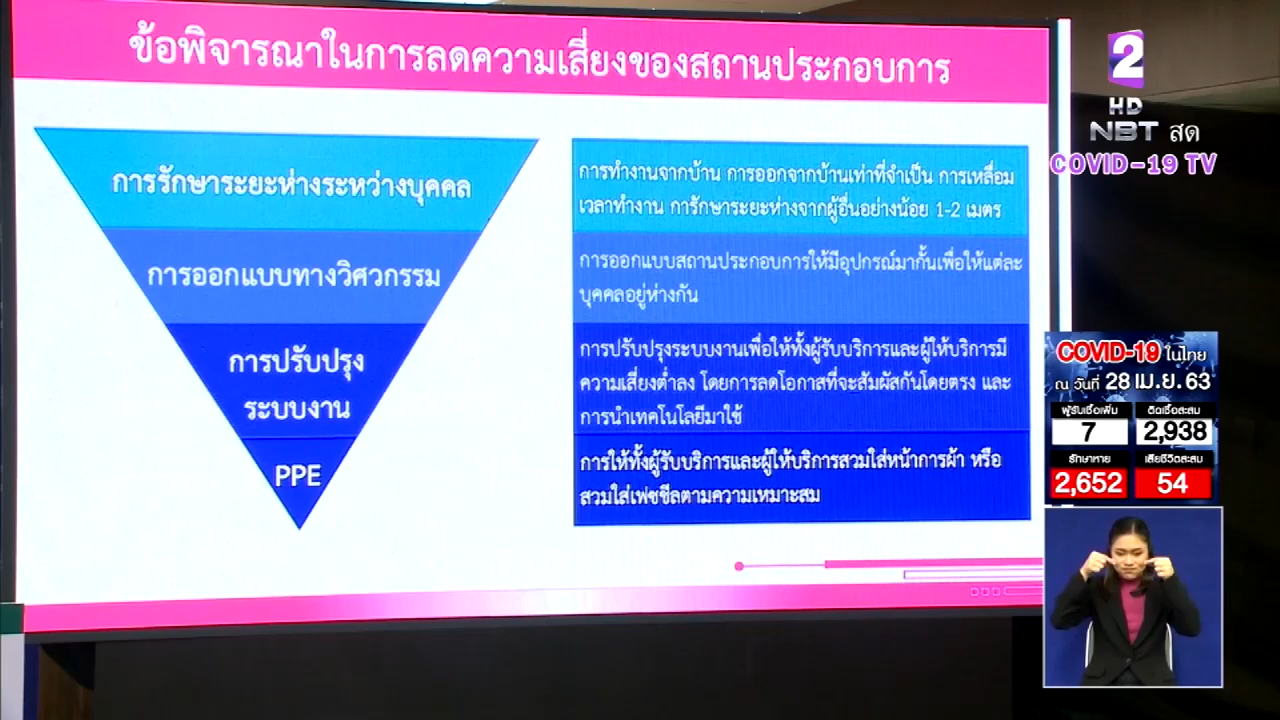 ข้อพิจารณาในการลดความเสี่ยงของสถานประกอบการ
การรักษาระยะห่างระหว่างบุคคล
การทำงานจากบ้าน การออกจากบ้านเท่าที่จำเป็น การเหลื่อม
เวลาทำงาน การรักษาระยะห่างจากผู้อื่นอย่างน้อย 1-2 เมตร
การออกแบบทางวิศวกรรม
การออกแบบสถานประกอบการให้มีอุปกรณ์มากั้นเพื่อให้แต่ละ
บุคคลอยู่ห่างกัน
การปรับปรุง
ระบบงาน
การปรับปรุงระบบงานเพื่อให้ทั้งผู้รับบริการและผู้ให้บริการมี
ความเสี่ยงต่ำลง โดยการลดโอกาสที่จะสัมผัสกันโดยตรง และ
การนำเทคโนโลยีมาใช้
PPE
การให้ทั้งผู้รับบริการและผู้ให้บริการสวมใส่หน้าการผ้า หรือ
สวมใส่เฟซชีลตามความเหมาะสม
2
HD
NBT สด
COVID-19 TV
COVID-19 ในไทย
ณ วันที่ 28 เม.ย. 63
ผู้รับเชื้อเพิ่ม ติดเชื้อสะสม
7 2,938
รักษาหาย เสียชีวิตสะสม
2,652 54